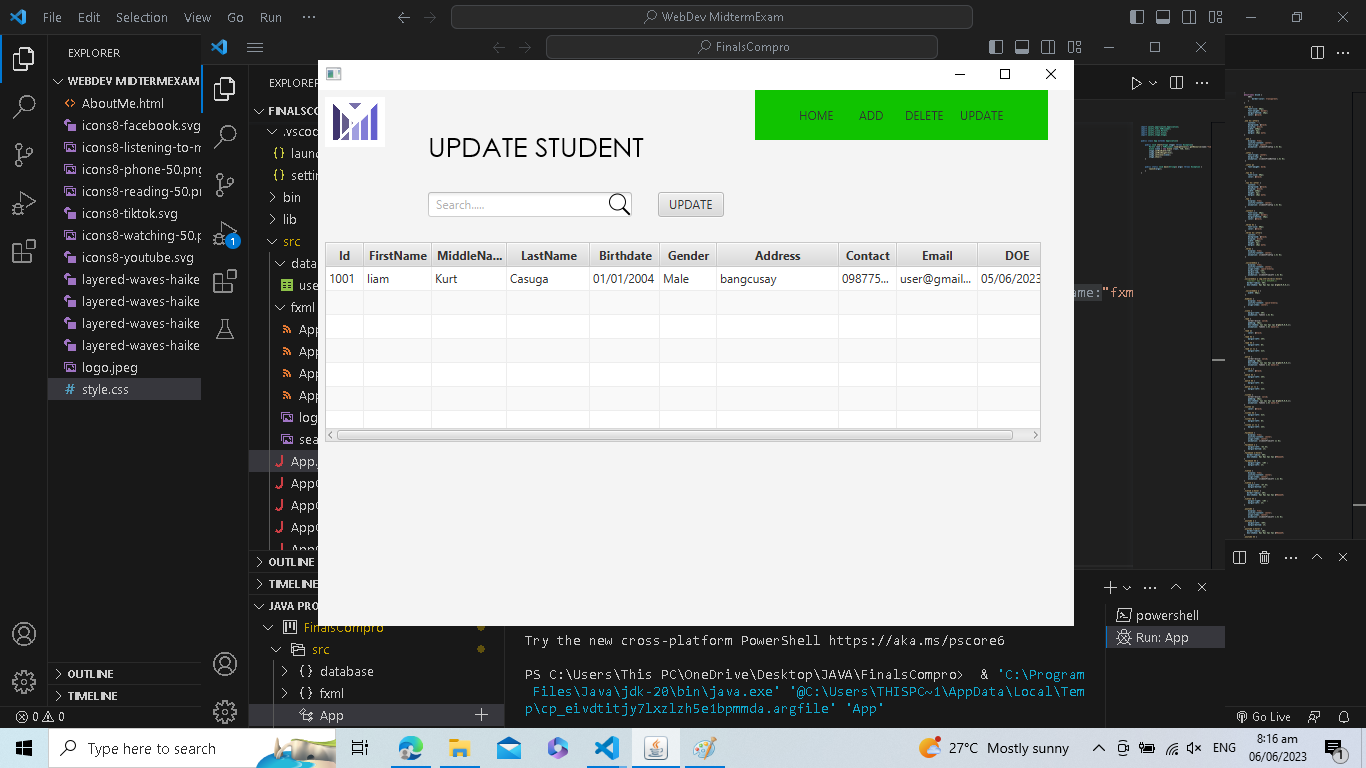 File Edit Selection View Go Run ···
WebDev MidtermExam
FinalsCompro
EXPLORER
WEBDEV MIDTERMEXAM
AboutMe.html
icons8-facebook.svg
icons8-listening-to-m
icons8-phone-50.png
icons8-reading-50.pn
icons8-tiktok.svg
icons8-watching-50.p
icons8-youtube.svg
layered-waves-haike
layered-waves-haike
layered-waves-haike
layered-waves-haike
logo.jpeg
# style.css
OUTLINE
TIMELINE
0 0
EXPLORER
FINALSCO
.vscod
{} laun
{} settin
bin
lib
src
data
use
fxml
App
App
App
App
log
sea
App.
App
App
App
OUTLINE
TIMELINE
JAVA PRO
FinalsCompro
src
{} database
{} fxml
App
1
HOME ADD DELETE UPDATE
UPDATE STUDENT
Search.....
UPDATE
Id FirstName MiddleNa... LastName Birthdate Gender Address Contact Email DOE
1001 liam Kurt Casuga 01/01/2004 Male bangcusay 098775... user@gmail... 05/06/2023
ame:"fxm
Try the new cross-platform PowerShell https://aka.ms/pscore6
PS C:\Users\This PC\OneDrive\Desktop\JAVA\FinalsCompro> & 'C:\Program
Files\Java\jdk-20\bin\java.exe' '@C:\Users\THISPC~1\AppData\Local\Tem
p\cp_eivdtitjy7lxzlzh5e1bpmmda.argfile' 'App'
powershell
Run: App
Go Live
Type here to search
27°C Mostly sunny
ENG
8:16 am
06/06/2023
1